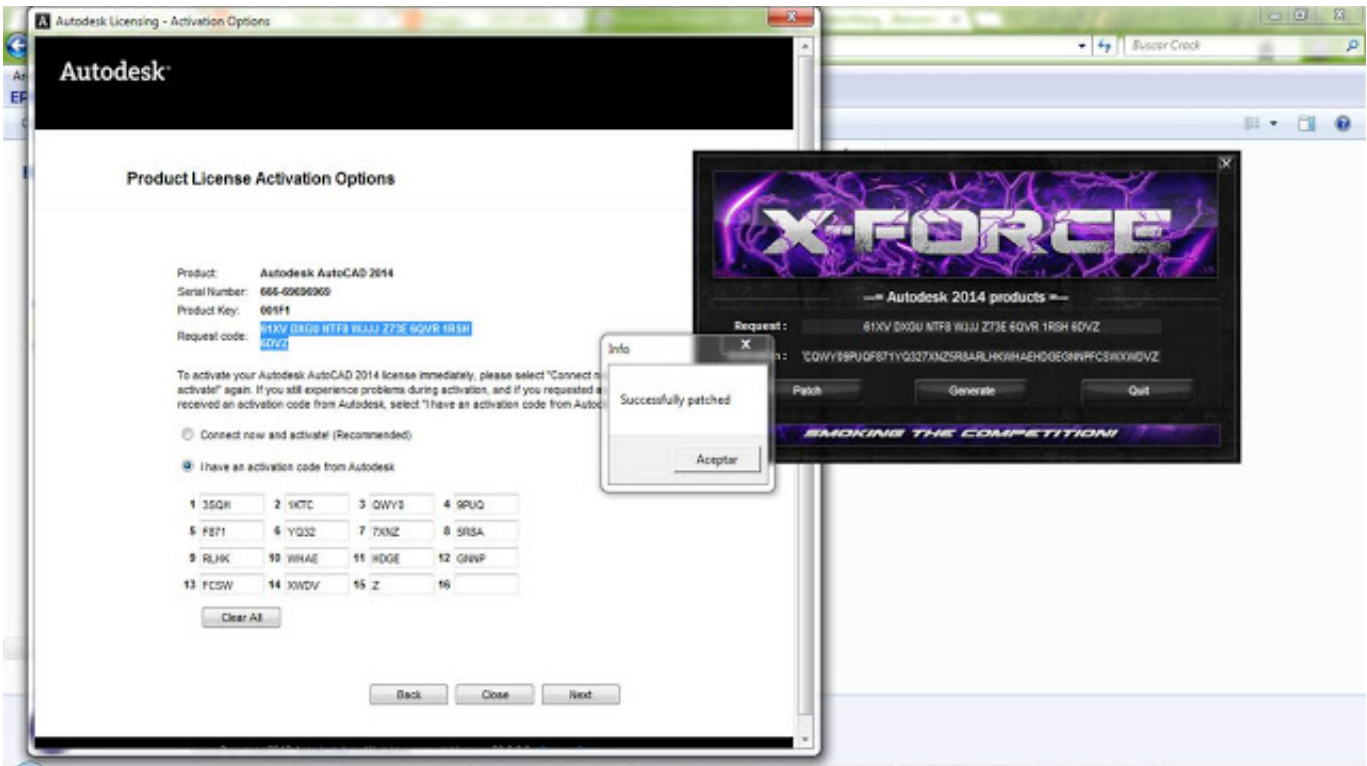 Autodesk Licensing - Activation Options
Buscar Crack
Autodesk
Product License Activation Options
Product: Autodesk AutoCAD 2014
Serial Number: 666-69696969
Product Key: 001F1
Request code: 61XV DXGU NTF8 WJJJ Z73E 6QVR 1RSH
6DVZ
To activate your Autodesk AutoCAD 2014 license immediately, please select "Connect
activate!" again. If you still experience problems during activation, and if you requested
received an activation code from Autodesk, select "I have an activation code from
Connect now and activate! (Recommended)
I have an activation code from Autodesk
1 3SQH 2 1KTC 3 QWY8 4 9PUQ
5 F871 6 YQ32 7 7XNZ 8 5R8A
9 RLHK 10 WHAE 11 HDGE 12 GNNP
13 FCSW 14 XWDV 15 Z 16
Clear All
Back Close Next
X-FORCE
Autodesk 2014 products
Request : 61XV DXGU NTF8 WJJJ Z73E 6QVR 1RSH 6DVZ
Patch Generate Quit
SMOKING THE COMPETITION!
Info
Successfully patched
Aceptar